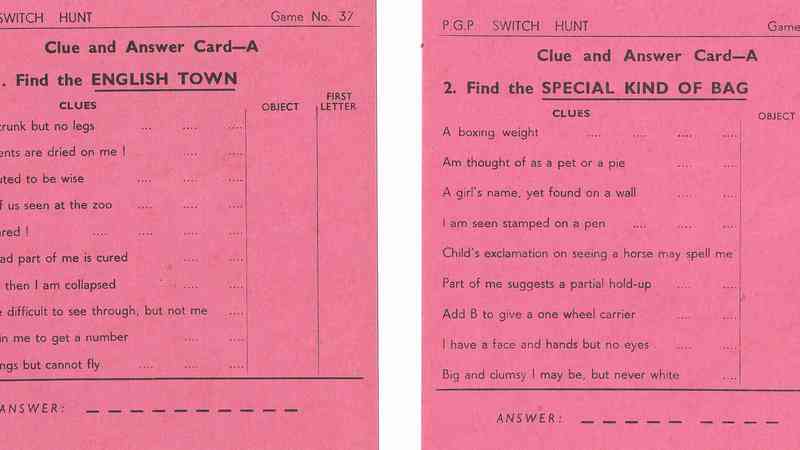 SWITCH HUNT Game No. 37
Clue and Answer Card—A
. Find the ENGLISH TOWN
CLUES OBJECT FIRST LETTER
trunk but no legs ... .... ....
ents are dried on me ! .... ....
uted to be wise .... .... ....
f us seen at the zoo .... .... ....
ared ! .... .... .... ....
ad part of me is cured .... ....
then I am collapsed .... ....
difficult to see through, but not me ....
in me to get a number .... ....
ngs but cannot fly .... .... ....
ANSWER: — — — — — — — — — —
P.G.P SWITCH HUNT Game
Clue and Answer Card—A
2. Find the SPECIAL KIND OF BAG
CLUES OBJECT
A boxing weight .... .... .... ....
Am thought of as a pet or a pie .... ....
A girl's name, yet found on a wall .... ....
I am seen stamped on a pen .... .... ....
Child's exclamation on seeing a horse may spell me
Part of me suggests a partial hold-up .... ....
Add B to give a one wheel carrier .... ....
I have a face and hands but no eyes .... ....
Big and clumsy I may be, but never white ....
ANSWER: — — — — — — — — —